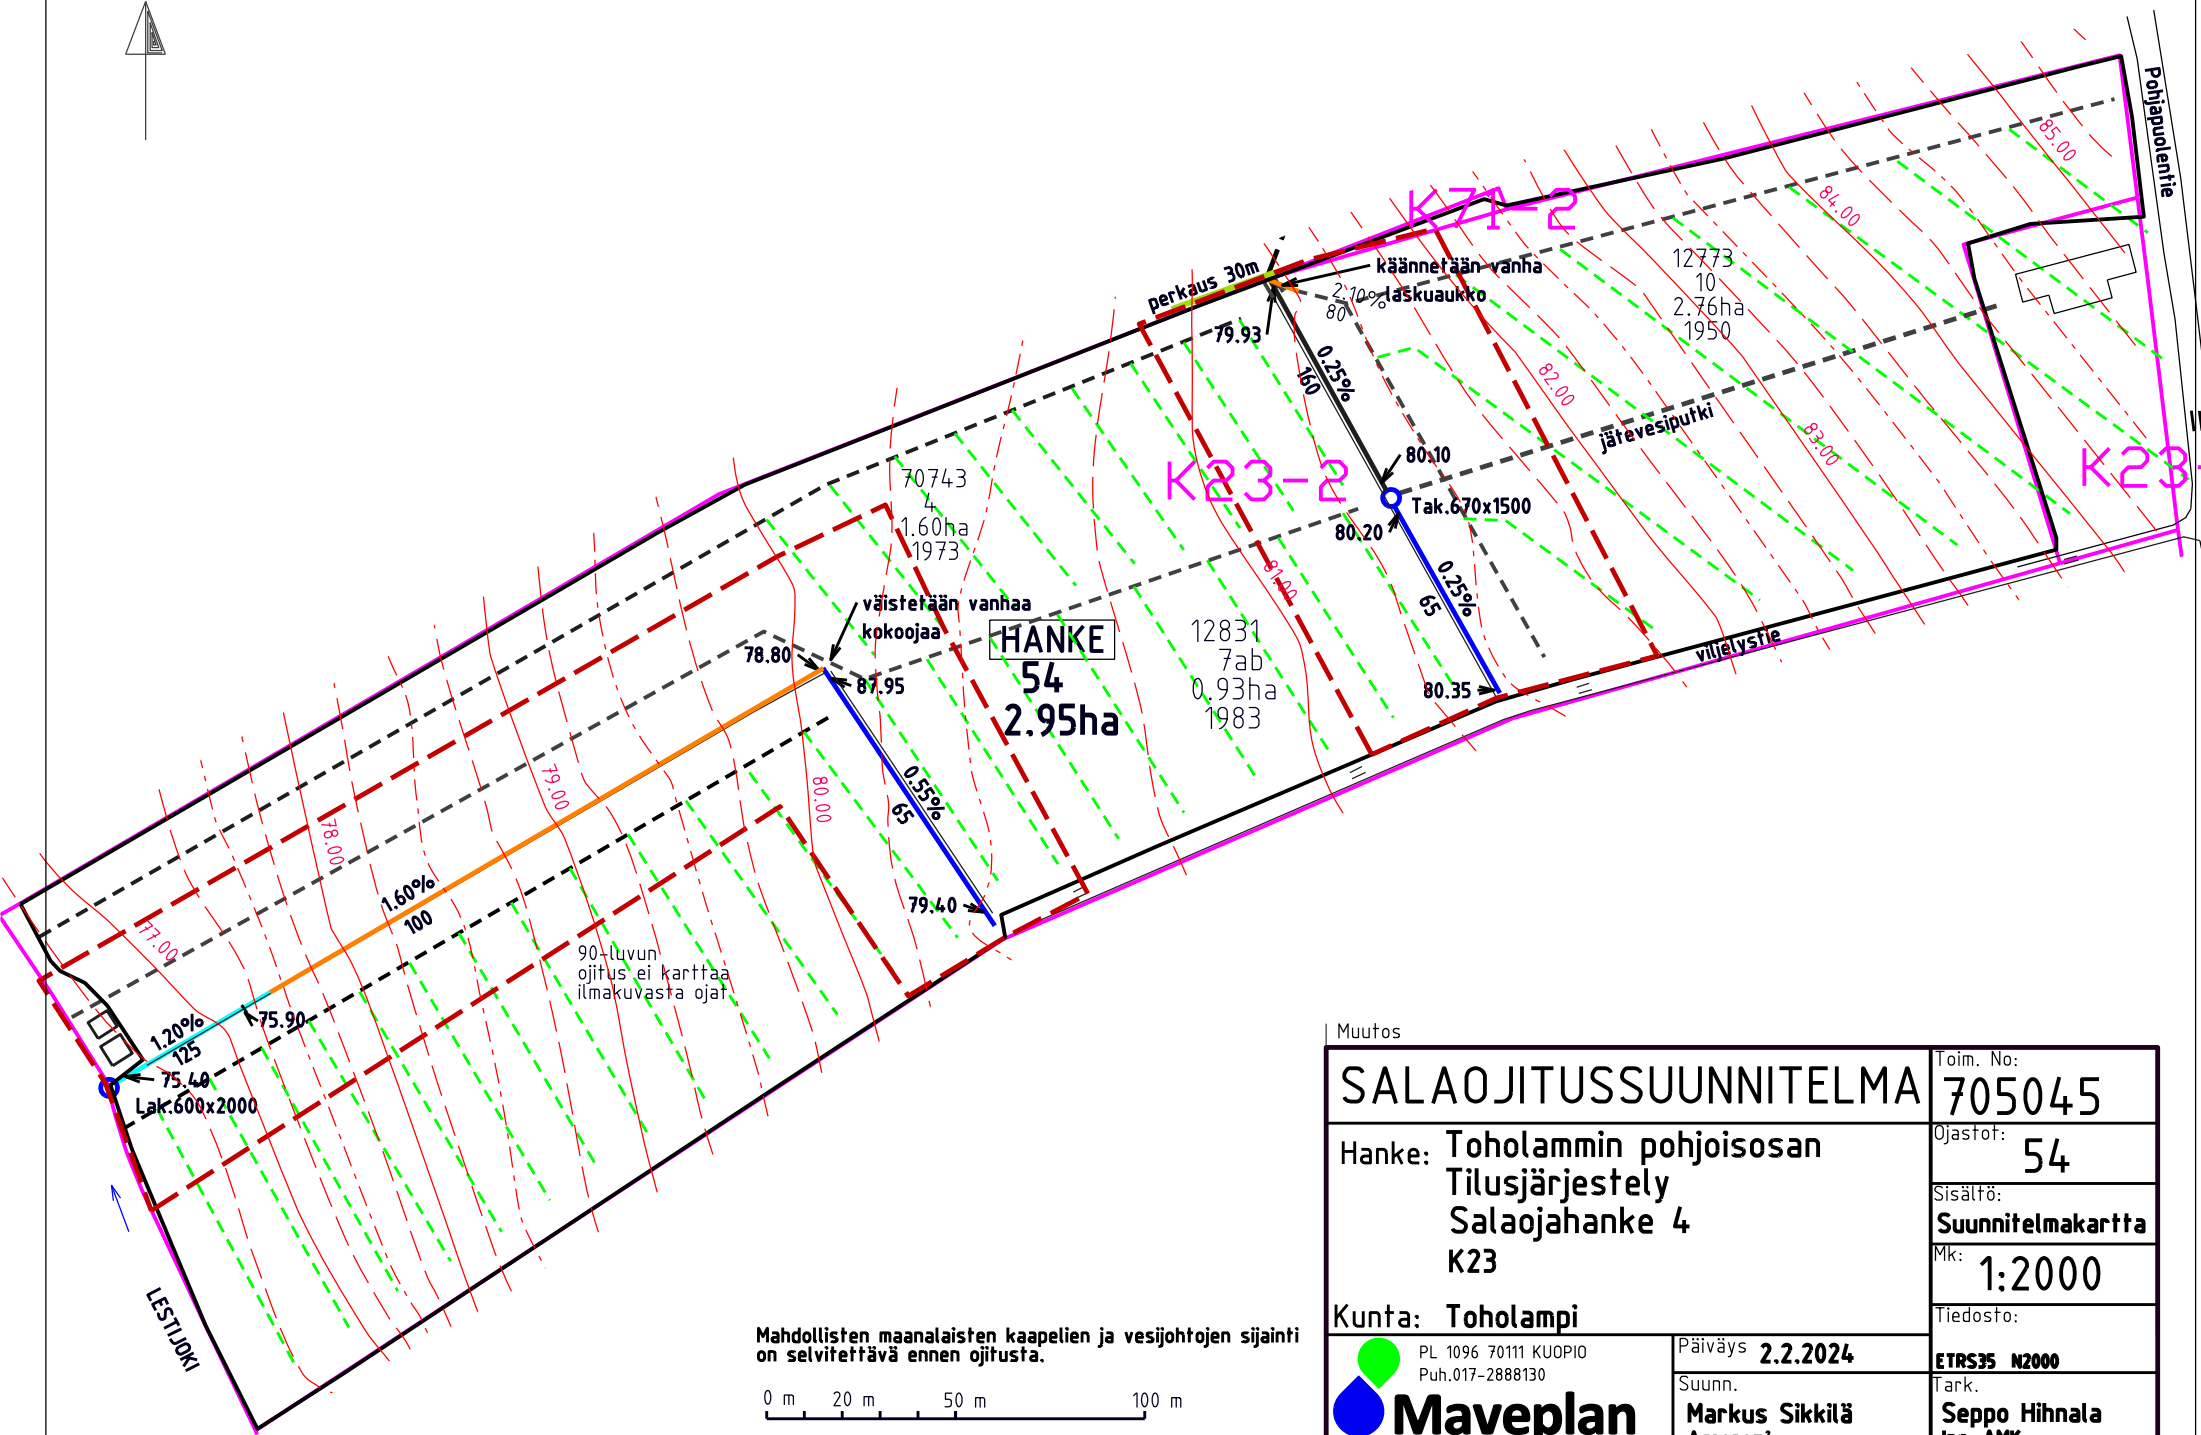 Pohjapuolentie
85.00
84.00
K71-2
perkaus 30m
käännetään vanha
laskuaukko
2.10%
80
79.93
12773
10
2.76ha
1950
0.25%
160
82.00
jätevesiputki
83.00
K23-2
K23-
80.10
Tak.670x1500
80.20
70743
4
1.60ha
1973
81.00
0.25%
65
väistetään vanhaa
kokoojaa
HANKE
54
2.95ha
12831
7ab
0.93ha
1983
78.80
87.95
80.35
viljelystie
79.00
80.00
0.55%
65
78.00
1.60%
100
79.40
77.00
90-luvun
ojitus ei karttaa
ilmakuvasta ojat
75.90
1.20%
125
75.40
Lak.600x2000
LESTIJOKI
Mahdollisten maanalaisten kaapelien ja vesijohtojen sijainti
on selvitettävä ennen ojitusta.
0 m 20 m 50 m 100 m
Muutos
SALAOJITUSSUUNNITELMA
Toim. No:
705045
Hanke: Toholammin pohjoisosan
Tilusjärjestely
Salaojahanke 4
K23
Ojastot:
54
Sisältö:
Suunnitelmakartta
Mk: 1:2000
Kunta: Toholampi
Tiedosto:
ETRS35 N2000
PL 1096 70111 KUOPIO
Puh.017-2888130
Maveplan
Päiväys 2.2.2024
Suunn.
Markus Sikkilä
Tark.
Seppo Hihnala